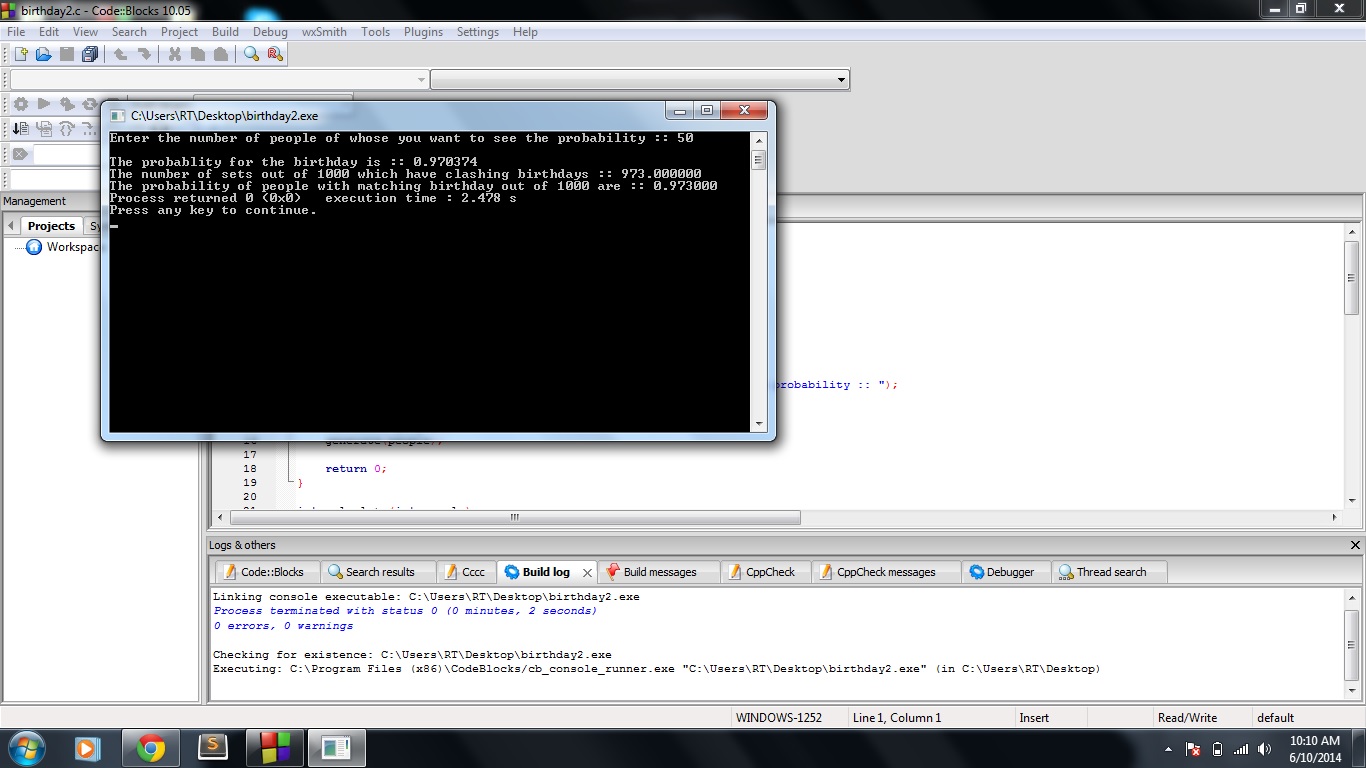 birthday2.c - Code::Blocks 10.05
File Edit View Search Project Build Debug wxSmith Tools Plugins Settings Help
C:\Users\RT\Desktop\birthday2.exe
Enter the number of people of whose you want to see the probability :: 50
The probablity for the birthday is :: 0.970374
The number of sets out of 1000 which have clashing birthdays :: 973.000000
The probability of people with matching birthday out of 1000 are :: 0.973000
Process returned 0 (0x0) execution time : 2.478 s
Press any key to continue.
Management
Projects Sy
Workspac
probability :: ");
17
18 return 0;
19 }
20
Logs & others
Code::Blocks Search results Cccc Build log Build messages CppCheck CppCheck messages Debugger Thread search
Linking console executable: C:\Users\RT\Desktop\birthday2.exe
Process terminated with status 0 (0 minutes, 2 seconds)
0 errors, 0 warnings
Checking for existence: C:\Users\RT\Desktop\birthday2.exe
Executing: C:\Program Files (x86)\CodeBlocks/cb_console_runner.exe "C:\Users\RT\Desktop\birthday2.exe" (in C:\Users\RT\Desktop)
WINDOWS-1252 Line 1, Column 1 Insert Read/Write default
10:10 AM
6/10/2014